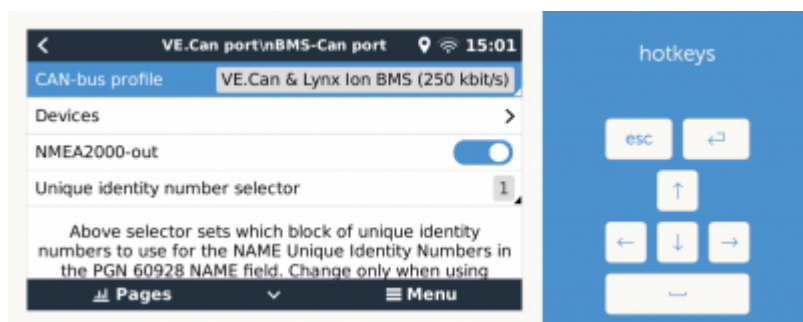 VE.Can port\nBMS-Can port 15:01
CAN-bus profile VE.Can & Lynx Ion BMS (250 kbit/s)
Devices
NMEA2000-out
Unique identity number selector 1
Above selector sets which block of unique identity
numbers to use for the NAME Unique Identity Numbers in
the PGN 60928 NAME field. Change only when using
Pages Menu
hotkeys
esc